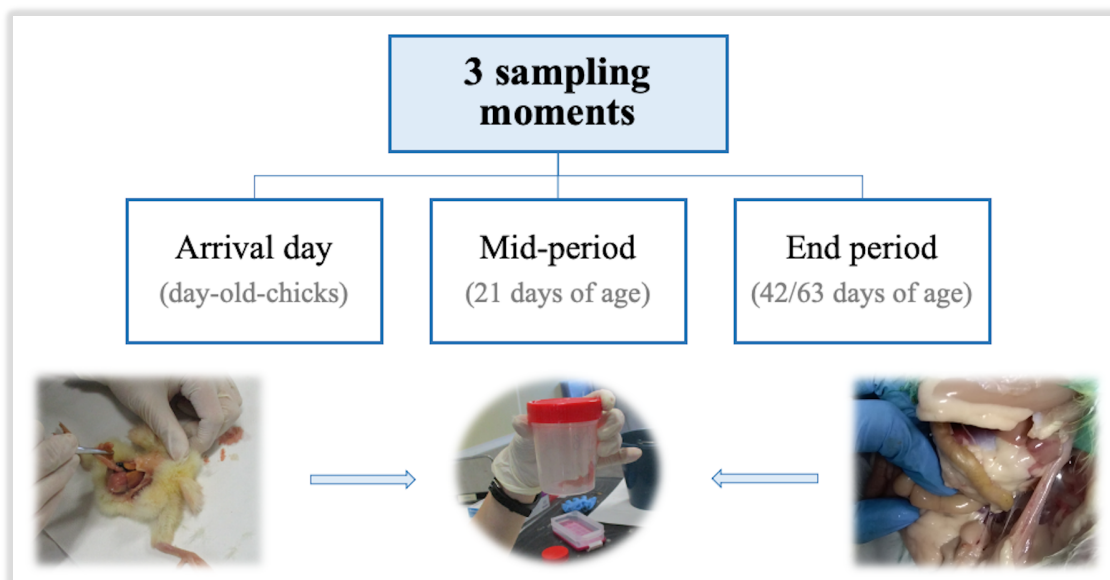 3 sampling
moments
Arrival day
(day-old-chicks)
Mid-period
(21 days of age)
End period
(42/63 days of age)